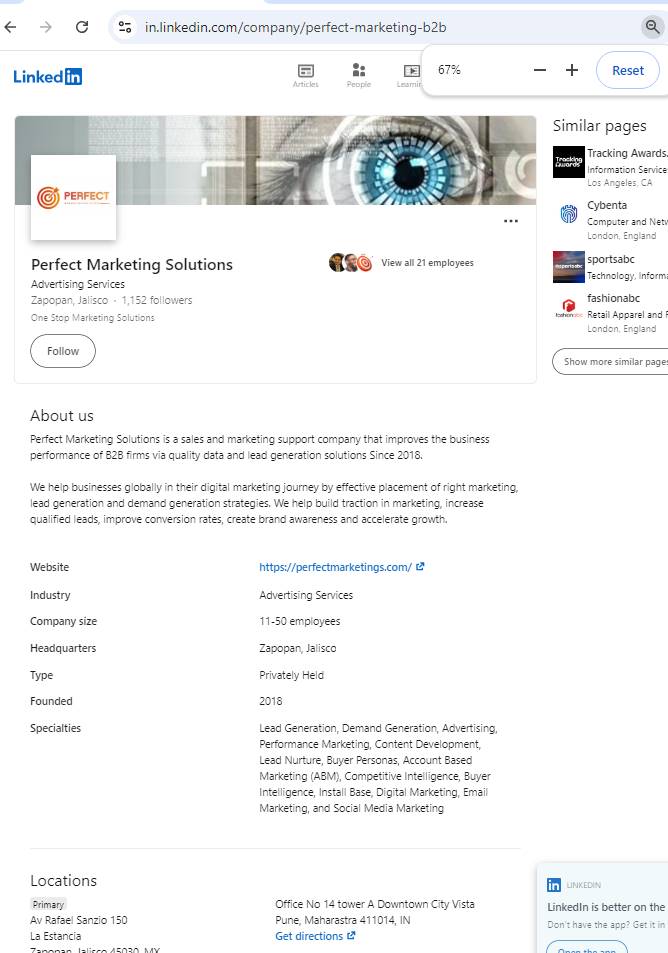 in.linkedin.com/company/perfect-marketing-b2b
67%
Reset
Linked in
Articles
People
PERFECT
Perfect Marketing Solutions
View all 21 employees
Advertising Services
Zapopan, Jalisco · 1,152 followers
One Stop Marketing Solutions
Follow
Similar pages
Tracking Awards
Tracking Awards.
Information Service
Los Angeles, CA
Cybenta
Computer and Netw
London, England
#sportsabc
sportsabc
Technology, Informa
fashionabc
fashionabc
Retail Apparel and F
London, England
Show more similar pages
About us
Perfect Marketing Solutions is a sales and marketing support company that improves the business
performance of B2B firms via quality data and lead generation solutions Since 2018.
We help businesses globally in their digital marketing journey by effective placement of right marketing,
lead generation and demand generation strategies. We help build traction in marketing, increase
qualified leads, improve conversion rates, create brand awareness and accelerate growth.
Website https://perfectmarketings.com/
Industry Advertising Services
Company size 11-50 employees
Headquarters Zapopan, Jalisco
Type Privately Held
Founded 2018
Specialties Lead Generation, Demand Generation, Advertising,
Performance Marketing, Content Development,
Lead Nurture, Buyer Personas, Account Based
Marketing (ABM), Competitive Intelligence, Buyer
Intelligence, Install Base, Digital Marketing, Email
Marketing, and Social Media Marketing
Locations
Primary
Av Rafael Sanzio 150
La Estancia
Zapopan, Jalisco 45030, MX
Office No 14 tower A Downtown City Vista
Pune, Maharastra 411014, IN
Get directions
in LINKEDIN
LinkedIn is better on the
Don't have the app? Get it in
Open the app